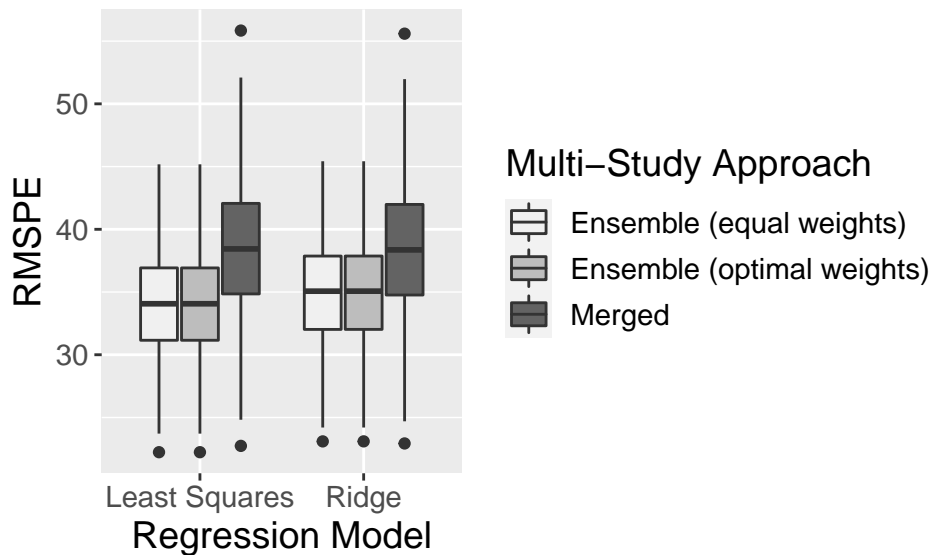 50
40
30
RMSPE
Least Squares
Ridge
Regression Model
Multi−Study Approach
Ensemble (equal weights)
Ensemble (optimal weights)
Merged